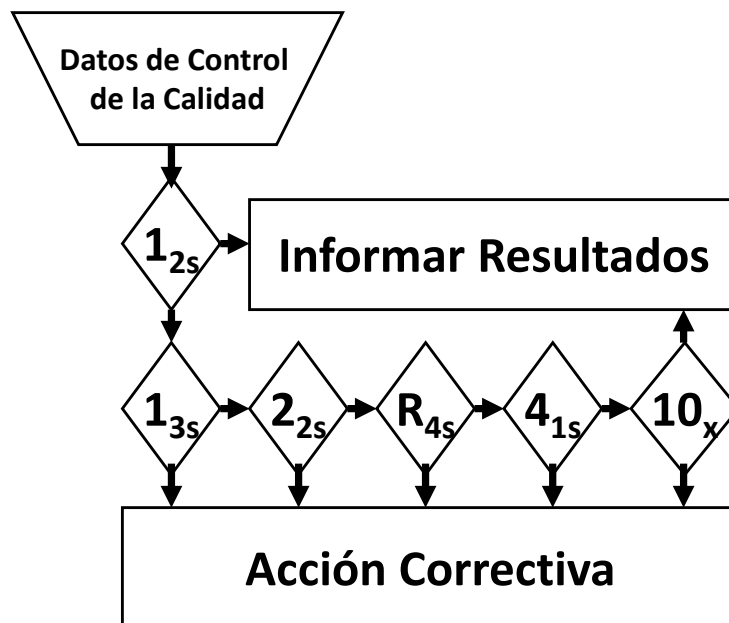 Datos de Control
de la Calidad
12s
Informar Resultados
13s
22s
R4s
41s
10x
Acción Correctiva